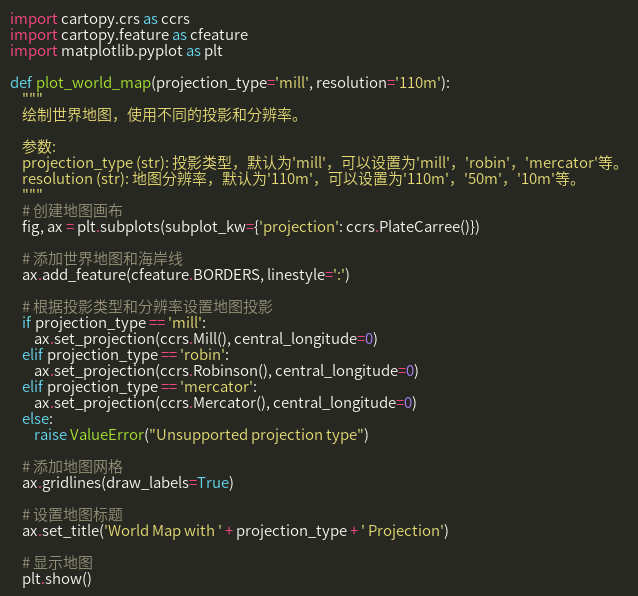 import cartopy.crs as ccrs
import cartopy.feature as cfeature
import matplotlib.pyplot as plt
def plot_world_map(projection_type='mill', resolution='110m'):
"""
绘制世界地图，使用不同的投影和分辨率。
参数:
projection_type (str): 投影类型，默认为'mill'，可以设置为'mill'，'robin'，'mercator'等。
resolution (str): 地图分辨率，默认为'110m'，可以设置为'110m'，'50m'，'10m'等。
"""
# 创建地图画布
fig, ax = plt.subplots(subplot_kw={'projection': ccrs.PlateCarree()})
# 添加世界地图和海岸线
ax.add_feature(cfeature.BORDERS, linestyle=':')
# 根据投影类型和分辨率设置地图投影
if projection_type == 'mill':
ax.set_projection(ccrs.Mill(), central_longitude=0)
elif projection_type == 'robin':
ax.set_projection(ccrs.Robinson(), central_longitude=0)
elif projection_type == 'mercator':
ax.set_projection(ccrs.Mercator(), central_longitude=0)
else:
raise ValueError("Unsupported projection type")
# 添加地图网格
ax.gridlines(draw_labels=True)
# 设置地图标题
ax.set_title('World Map with ' + projection_type + ' Projection')
# 显示地图
plt.show()